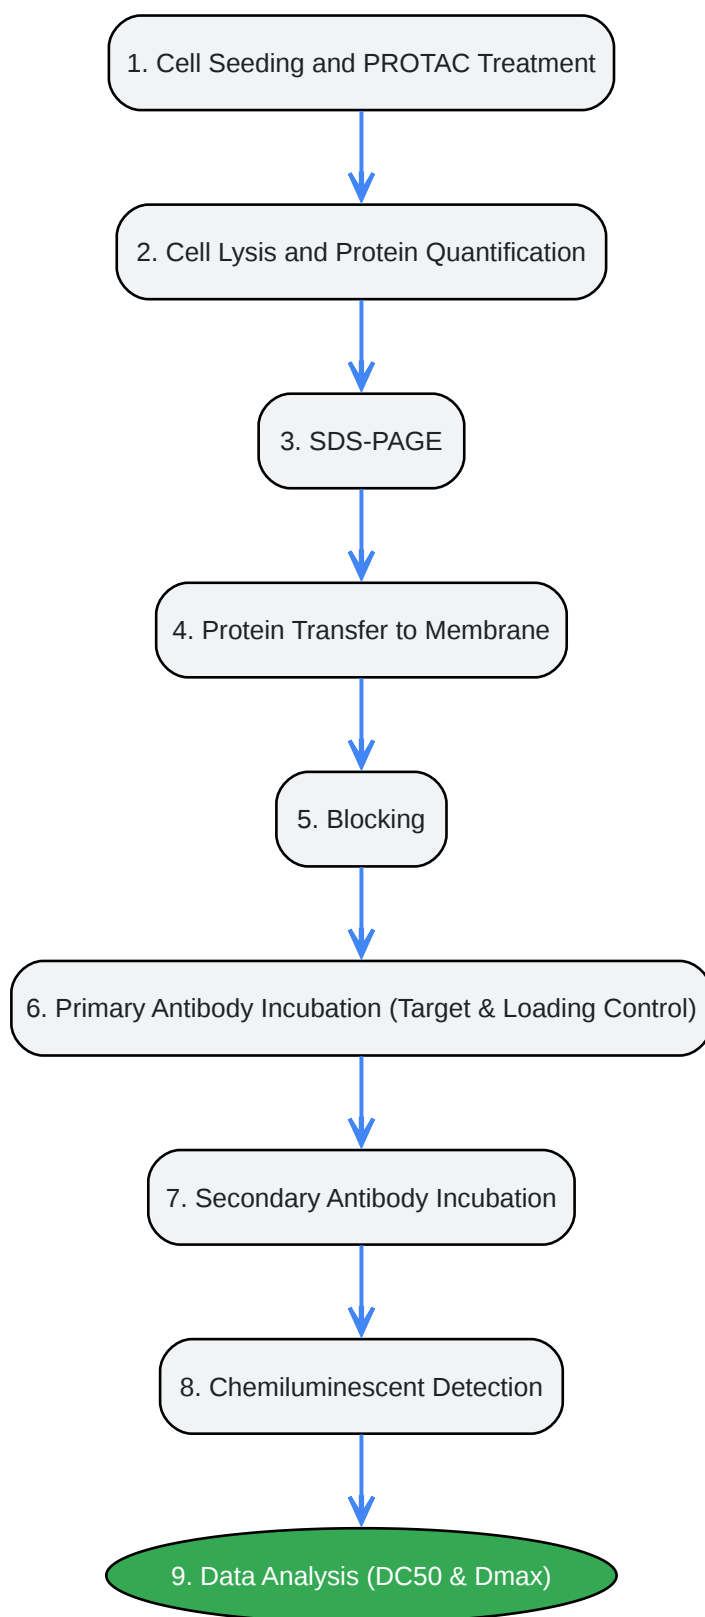 1. Cell Seeding and PROTAC Treatment
2. Cell Lysis and Protein Quantification
3. SDS-PAGE
4. Protein Transfer to Membrane
5. Blocking
6. Primary Antibody Incubation (Target & Loading Control)
7. Secondary Antibody Incubation
8. Chemiluminescent Detection
9. Data Analysis (DC50 & Dmax)